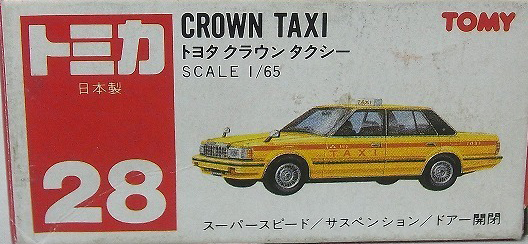 トミカ
日本製
28
CROWN TAXI
トヨタ クラウン タクシー
SCALE 1/65
TOMY
TAXI
スーパースピード/サスペンション/ドアー開閉